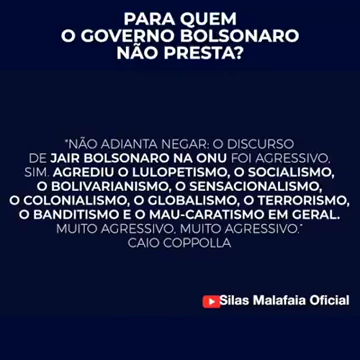 PARA QUEM
O GOVERNO BOLSONARO
NÃO PRESTA?
"NÃO ADIANTA NEGAR: O DISCURSO
DE JAIR BOLSONARO NA ONU FOI AGRESSIVO,
SIM. AGREDIU O LULOPETISMO, O SOCIALISMO,
O BOLIVARIANISMO, O SENSACIONALISMO,
O COLONIALISMO, O GLOBALISMO, O TERRORISMO,
O BANDITISMO E O MAU-CARATISMO EM GERAL.
MUITO AGRESSIVO, MUITO AGRESSIVO."
CAIO COPPOLLA
Silas Malafaia Oficial